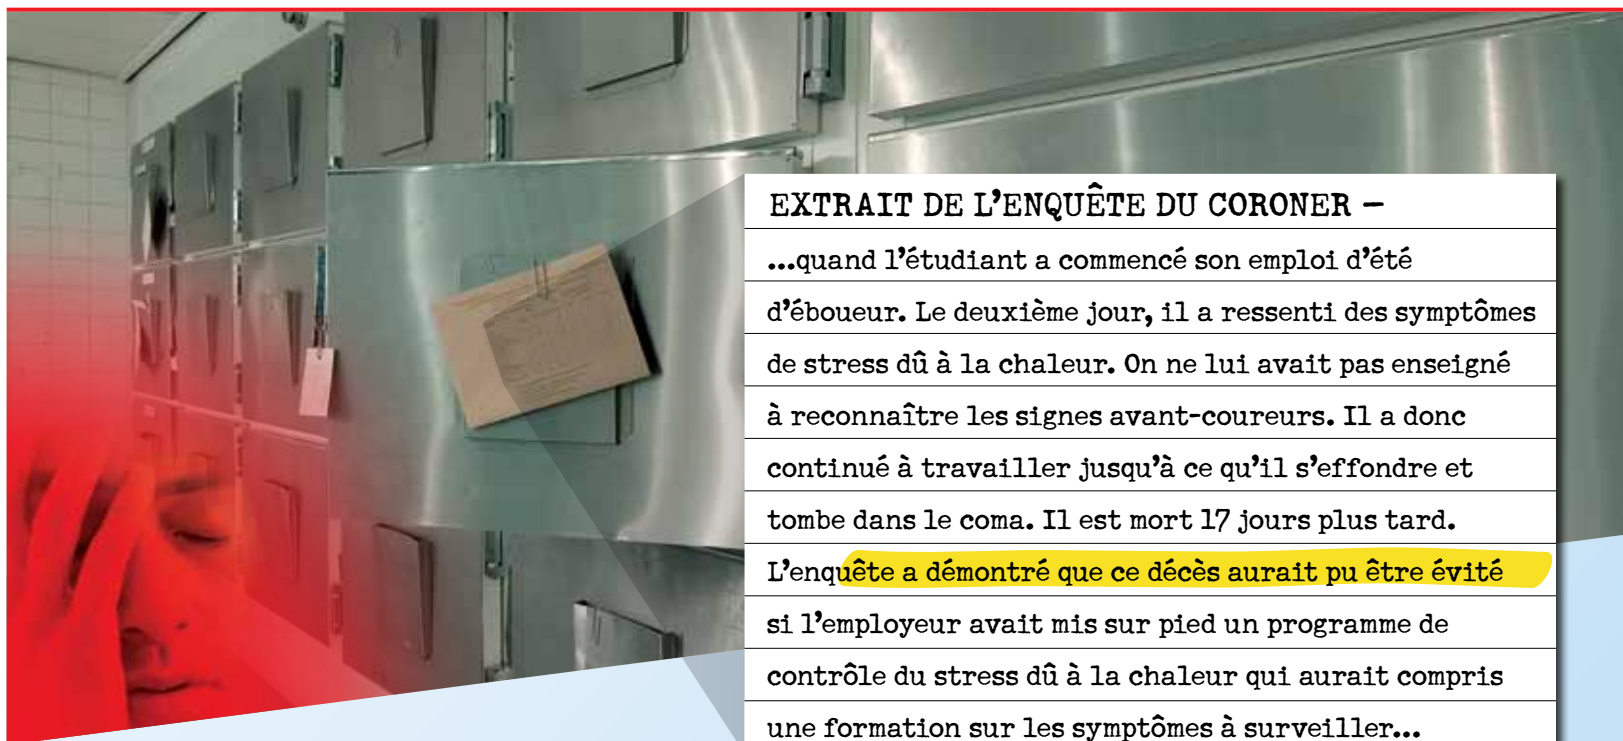 EXTRAIT DE L'ENQUÊTE DU CORONER –
...quand l'étudiant a commencé son emploi d'été
d'éboueur. Le deuxième jour, il a ressenti des symptômes
de stress dû à la chaleur. On ne lui avait pas enseigné
à reconnaître les signes avant-coureurs. Il a donc
continué à travailler jusqu'à ce qu'il s'effondre et
tombe dans le coma. Il est mort 17 jours plus tard.
L'enquête a démontré que ce décès aurait pu être évité
si l'employeur avait mis sur pied un programme de
contrôle du stress dû à la chaleur qui aurait compris
une formation sur les symptômes à surveiller...